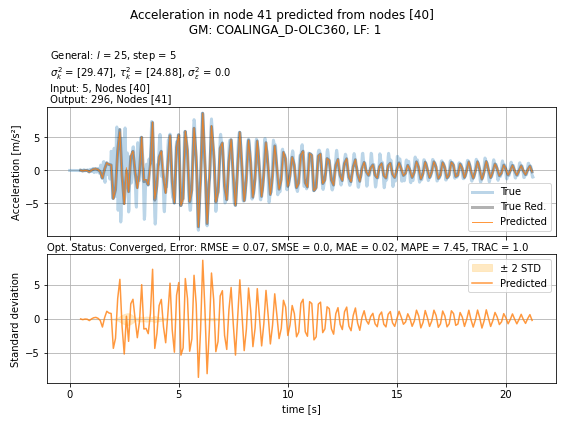 Acceleration in node 41 predicted from nodes [40]
GM: COALINGA_D-OLC360, LF: 1
General: l = 25, step = 5
σ²ₖ = [29.47], τ²ₖ = [24.88], σ²ε = 0.0
Input: 5, Nodes [40]
Output: 296, Nodes [41]
Acceleration [m/s²]
5
0
−5
True
True Red.
Predicted
Opt. Status: Converged, Error: RMSE = 0.07, SMSE = 0.0, MAE = 0.02, MAPE = 7.45, TRAC = 1.0
Standard deviation
5
0
−5
± 2 STD
Predicted
0 5 10 15 20
time [s]